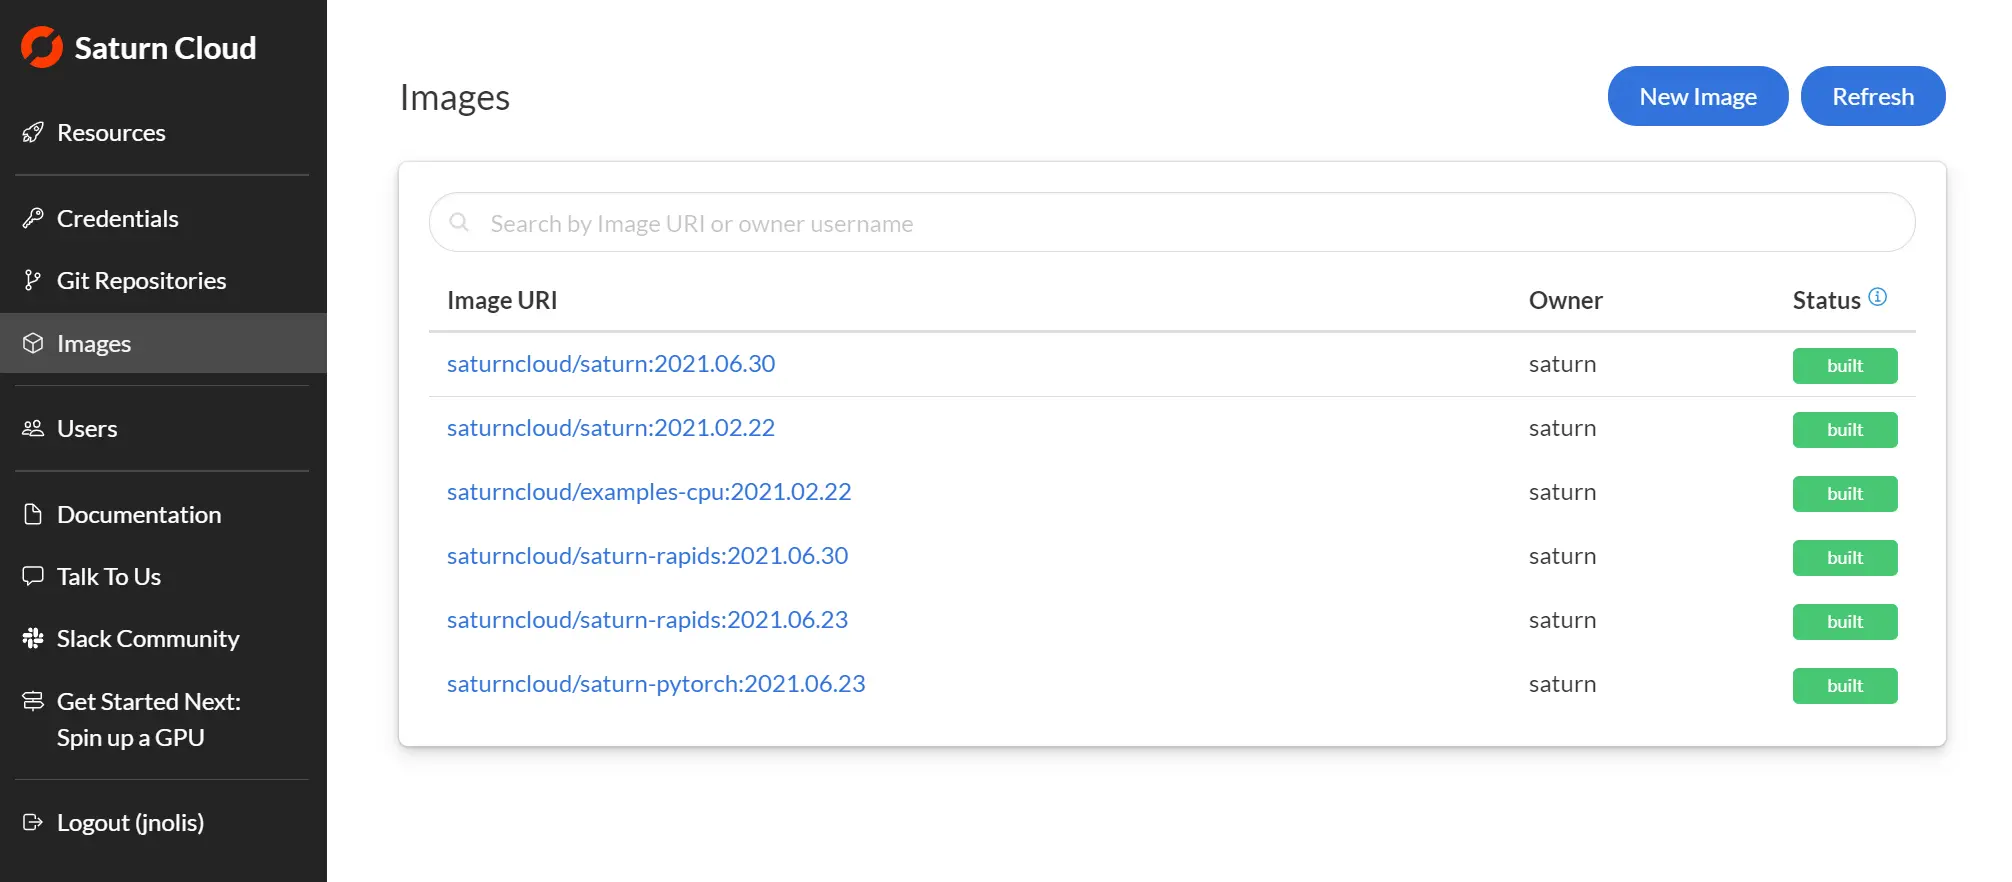 Saturn Cloud
Resources
Credentials
Git Repositories
Images
Users
Documentation
Talk To Us
Slack Community
Get Started Next:
Spin up a GPU
Logout (jnolis)
Images
New Image
Refresh
Search by Image URI or owner username
Image URI Owner Status
saturncloud/saturn:2021.06.30 saturn built
saturncloud/saturn:2021.02.22 saturn built
saturncloud/examples-cpu:2021.02.22 saturn built
saturncloud/saturn-rapids:2021.06.30 saturn built
saturncloud/saturn-rapids:2021.06.23 saturn built
saturncloud/saturn-pytorch:2021.06.23 saturn built